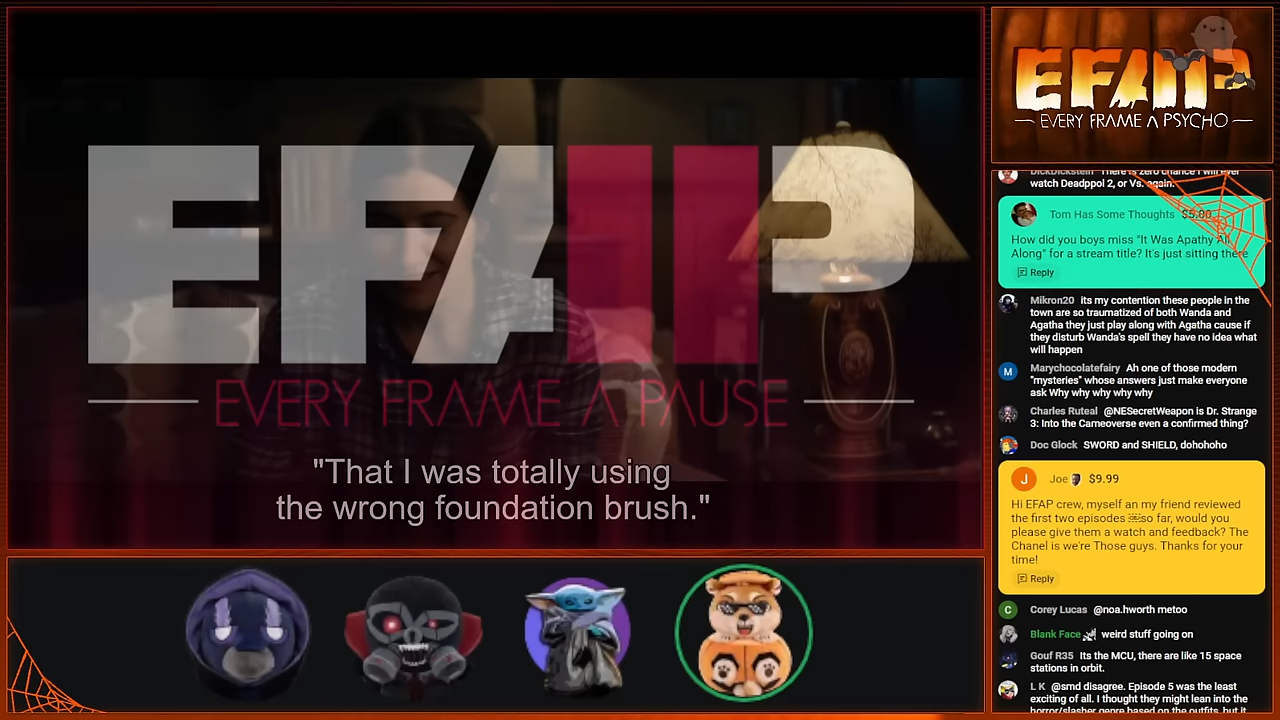 EFAP
EVERY FRAME A PAUSE
"That I was totally using
the wrong foundation brush."
EFAP
EVERY FRAME A PSYCHO
DickDickstein There is zero chance I will ever
watch Deadppol 2, or Vs. again.
Tom Has Some Thoughts $5.00
How did you boys miss "It Was Apathy All
Along" for a stream title? It's just sitting there
Reply
Mikron20 its my contention these people in the
town are so traumatized of both Wanda and
Agatha they just play along with Agatha cause if
they disturb Wanda's spell they have no idea what
will happen
M
Marychocolatefairy Ah one of those modern
"mysteries" whose answers just make everyone
ask Why why why why why
Charles Ruteal @NESecretWeapon is Dr. Strange
3: Into the Cameoverse even a confirmed thing?
Doc Glock SWORD and SHIELD, dohohoho
J
Joe $9.99
Hi EFAP crew, myself an my friend reviewed
the first two episodes so far, would you
please give them a watch and feedback? The
Chanel is we're Those guys. Thanks for your
time!
Reply
C
Corey Lucas @noa.hworth metoo
Blank Face weird stuff going on
Gouf R35 Its the MCU, there are like 15 space
stations in orbit.
L K @smd disagree. Episode 5 was the least
exciting of all. I thought they might lean into the
horror/slasher genre based on the outfits, but it